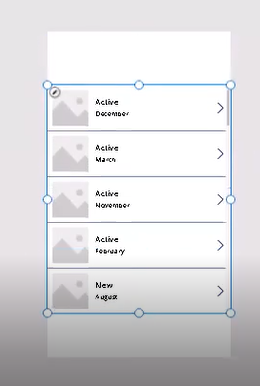 Active
December
Active
March
Active
November
Active
February
New
August